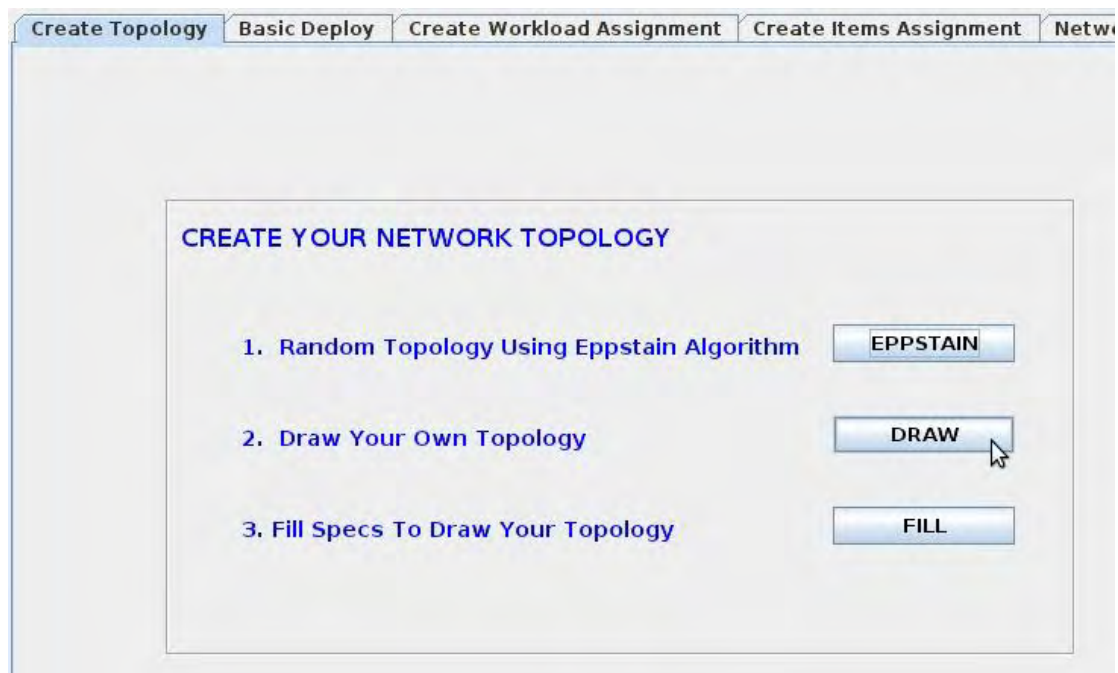 Create Topology Basic Deploy Create Workload Assignment Create Items Assignment
CREATE YOUR NETWORK TOPOLOGY
1. Random Topology Using Eppstain Algorithm EPPSTAIN
2. Draw Your Own Topology DRAW
3. Fill Specs To Draw Your Topology FILL